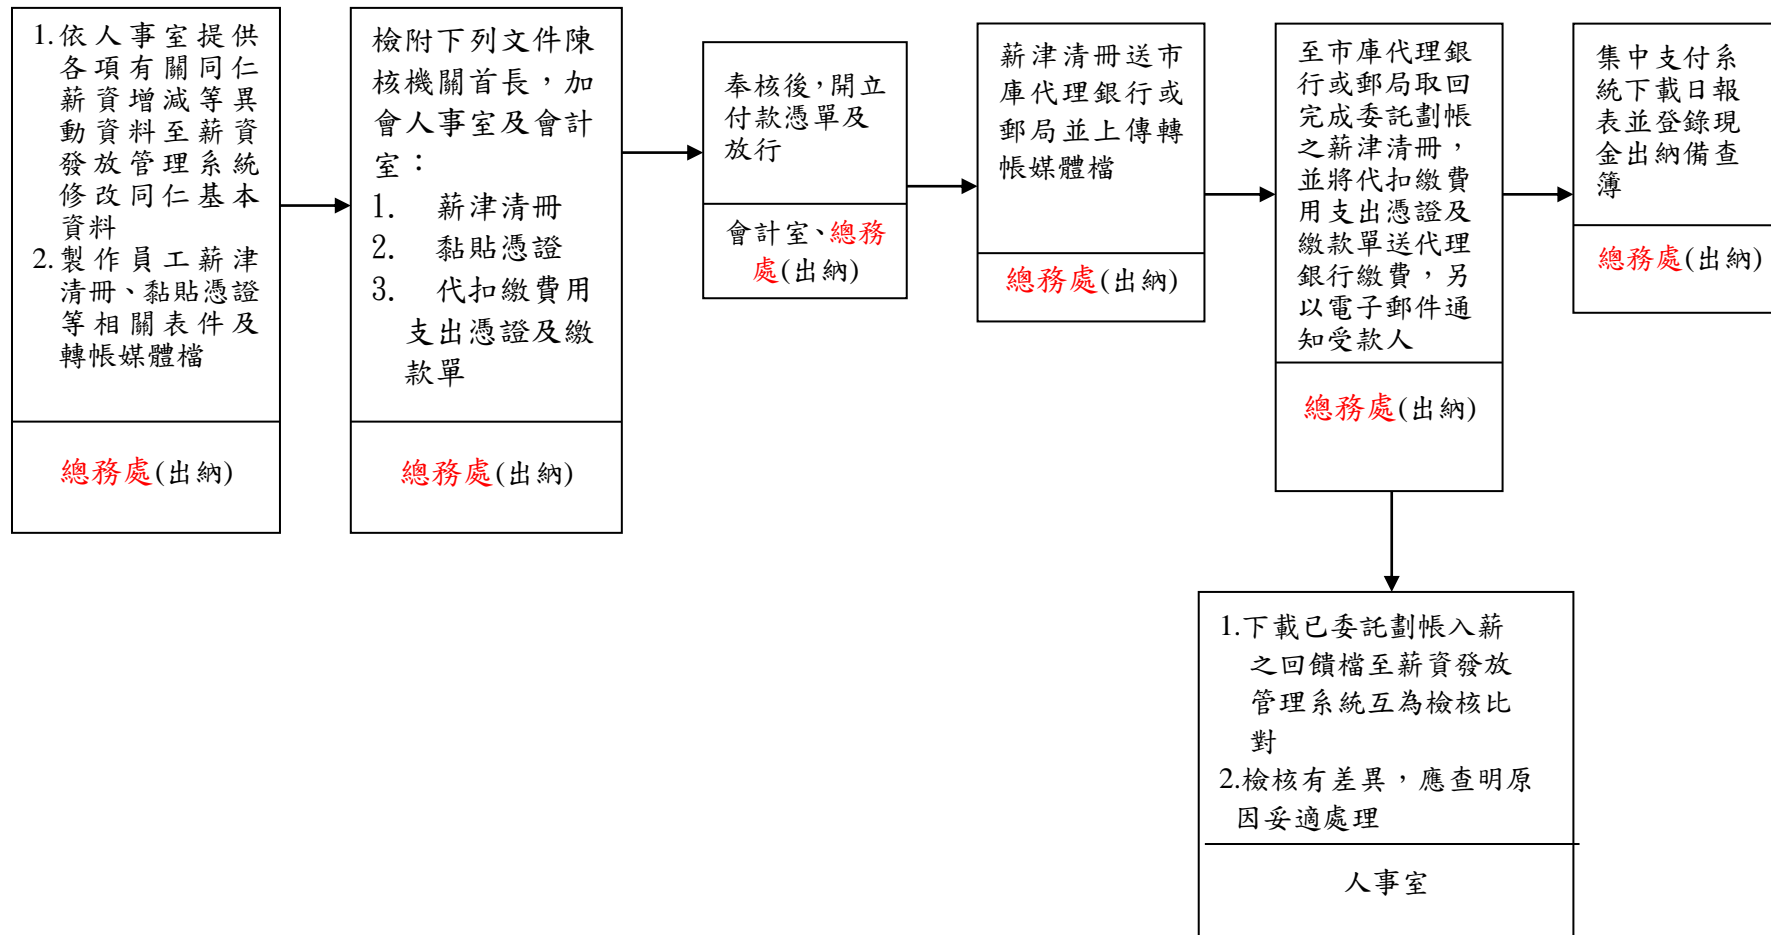 1.依人事室提供
各項有關同仁
薪資增減等異
動資料至薪資
發放管理系統
修改同仁基本
資料
2.製作員工薪津
清冊、黏貼憑證
等相關表件及
轉帳媒體檔
總務處(出納)
檢附下列文件陳
核機關首長，加
會人事室及會計
室：
1. 薪津清冊
2. 黏貼憑證
3. 代扣繳費用
支出憑證及繳
款單
總務處(出納)
奉核後，開立
付款憑單及
放行
會計室、總務
處(出納)
薪津清冊送市
庫代理銀行或
郵局並上傳轉
帳媒體檔
總務處(出納)
至市庫代理銀
行或郵局取回
完成委託劃帳
之薪津清冊，
並將代扣繳費
用支出憑證及
繳款單送代理
銀行繳費，另
以電子郵件通
知受款人
總務處(出納)
集中支付系
統下載日報
表並登錄現
金出納備查
簿
總務處(出納)
1.下載已委託劃帳入薪
之回饋檔至薪資發放
管理系統互為檢核比
對
2.檢核有差異，應查明原
因妥適處理
人事室